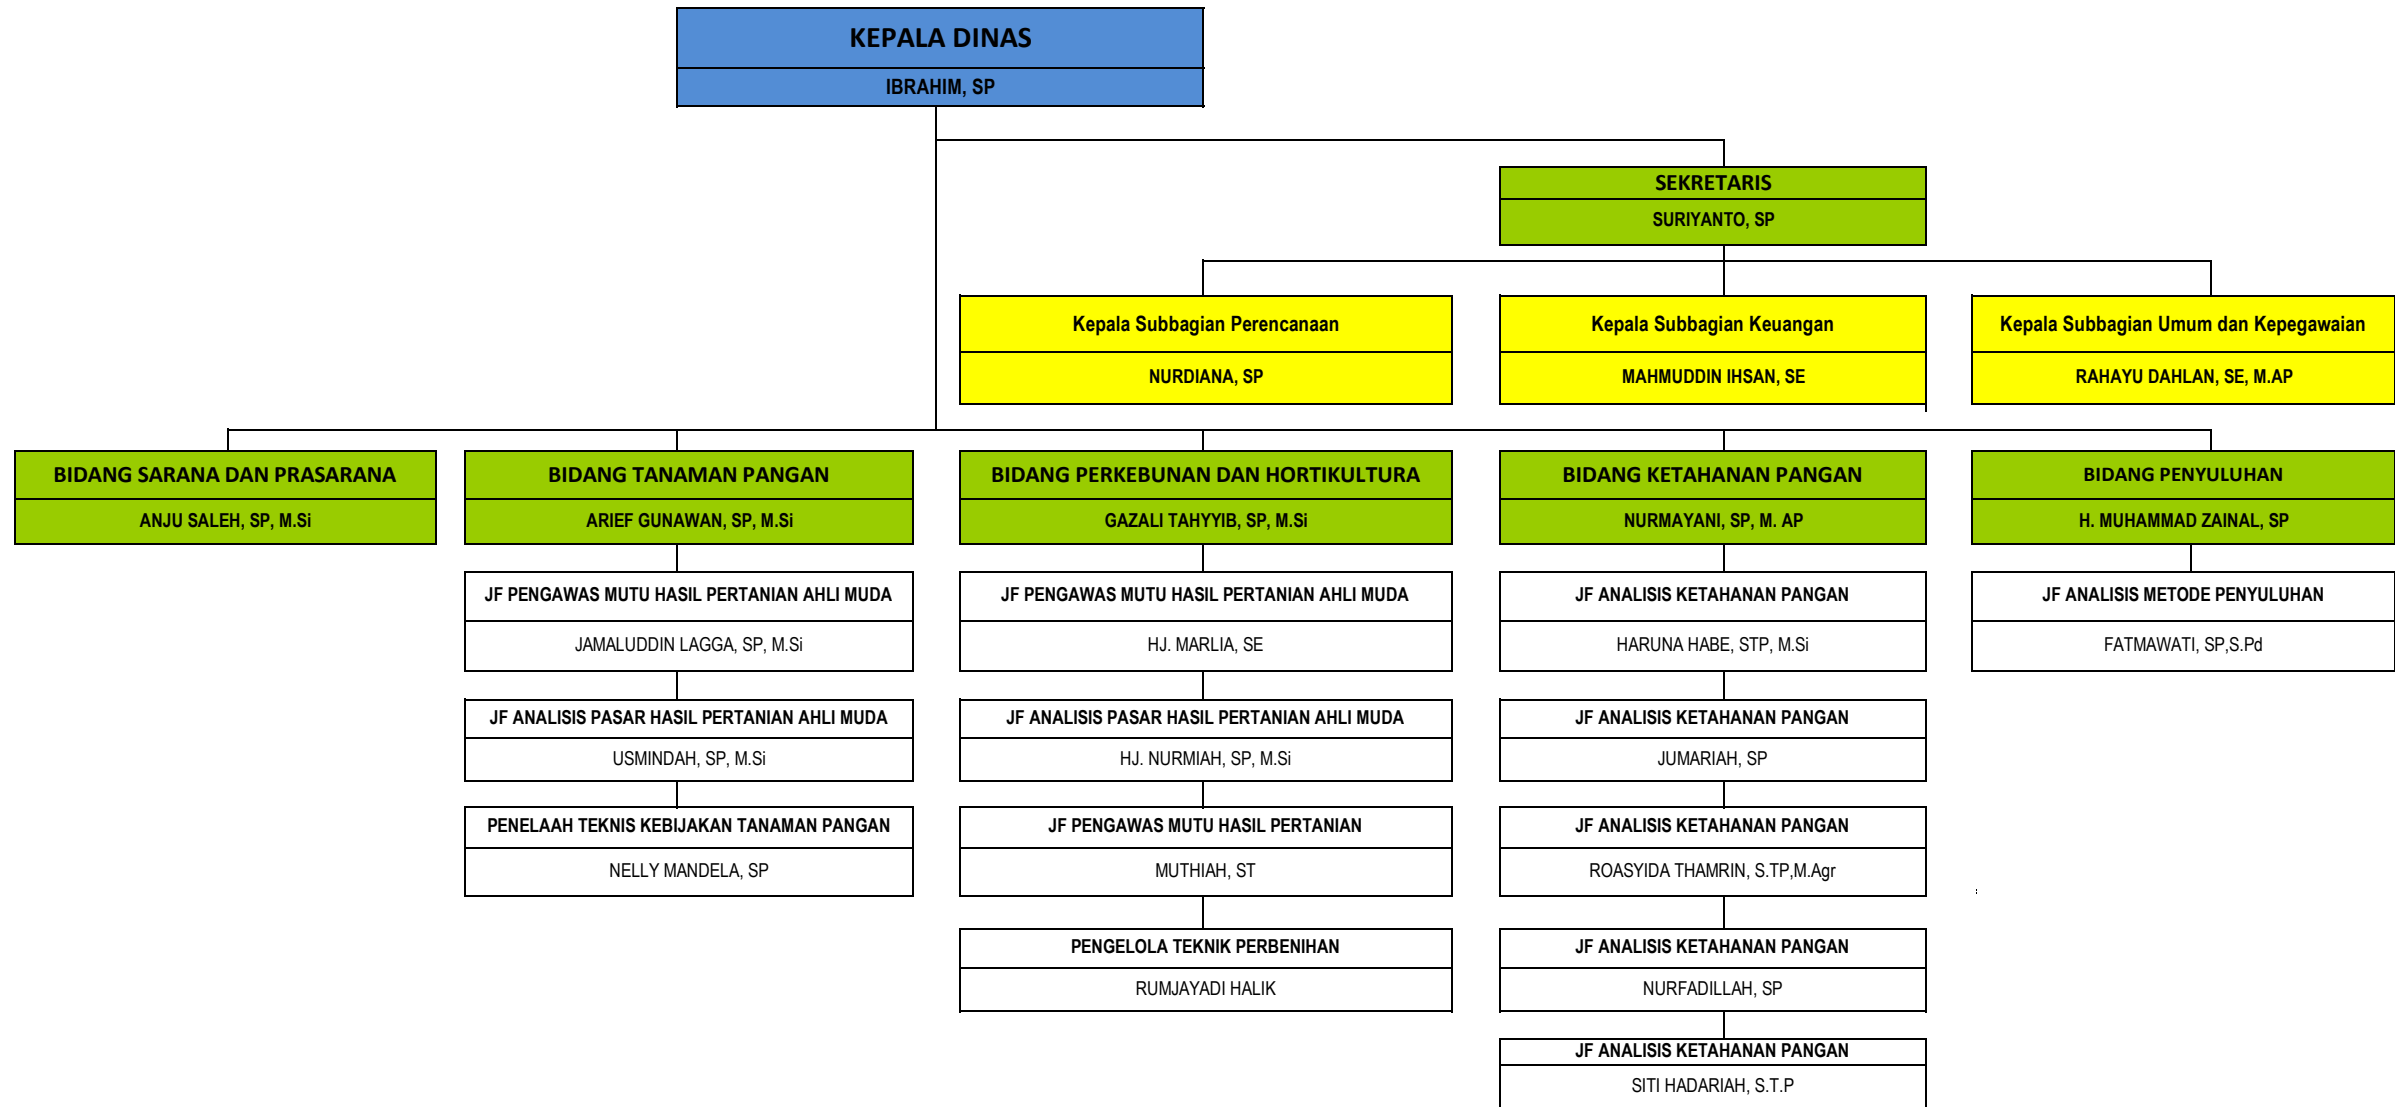 KEPALA DINAS
IBRAHIM, SP
SEKRETARIS
SURIYANTO, SP
Kepala Subbagian Perencanaan
NURDIANA, SP
Kepala Subbagian Keuangan
MAHMUDDIN IHSAN, SE
Kepala Subbagian Umum dan Kepegawaian
RAHAYU DAHLAN, SE, M.AP
BIDANG SARANA DAN PRASARANA
ANJU SALEH, SP, M.Si
BIDANG TANAMAN PANGAN
ARIEF GUNAWAN, SP, M.Si
JF PENGAWAS MUTU HASIL PERTANIAN AHLI MUDA
JAMALUDDIN LAGGA, SP, M.Si
JF ANALISIS PASAR HASIL PERTANIAN AHLI MUDA
USMINDAH, SP, M.Si
PENELAAH TEKNIS KEBIJAKAN TANAMAN PANGAN
NELLY MANDELA, SP
BIDANG PERKEBUNAN DAN HORTIKULTURA
GAZALI TAHYYIB, SP, M.Si
JF PENGAWAS MUTU HASIL PERTANIAN AHLI MUDA
HJ. MARLIA, SE
JF ANALISIS PASAR HASIL PERTANIAN AHLI MUDA
HJ. NURMIAH, SP, M.Si
JF PENGAWAS MUTU HASIL PERTANIAN
MUTHIAH, ST
PENGELOLA TEKNIK PERBENIHAN
RUMJAYADI HALIK
BIDANG KETAHANAN PANGAN
NURMAYANI, SP, M. AP
JF ANALISIS KETAHANAN PANGAN
HARUNA HABE, STP, M.Si
JF ANALISIS KETAHANAN PANGAN
JUMARIAH, SP
JF ANALISIS KETAHANAN PANGAN
ROASYIDA THAMRIN, S.TP,M.Agr
JF ANALISIS KETAHANAN PANGAN
NURFADILLAH, SP
JF ANALISIS KETAHANAN PANGAN
SITI HADARIAH, S.T.P
BIDANG PENYULUHAN
H. MUHAMMAD ZAINAL, SP
JF ANALISIS METODE PENYULUHAN
FATMAWATI, SP,S.Pd